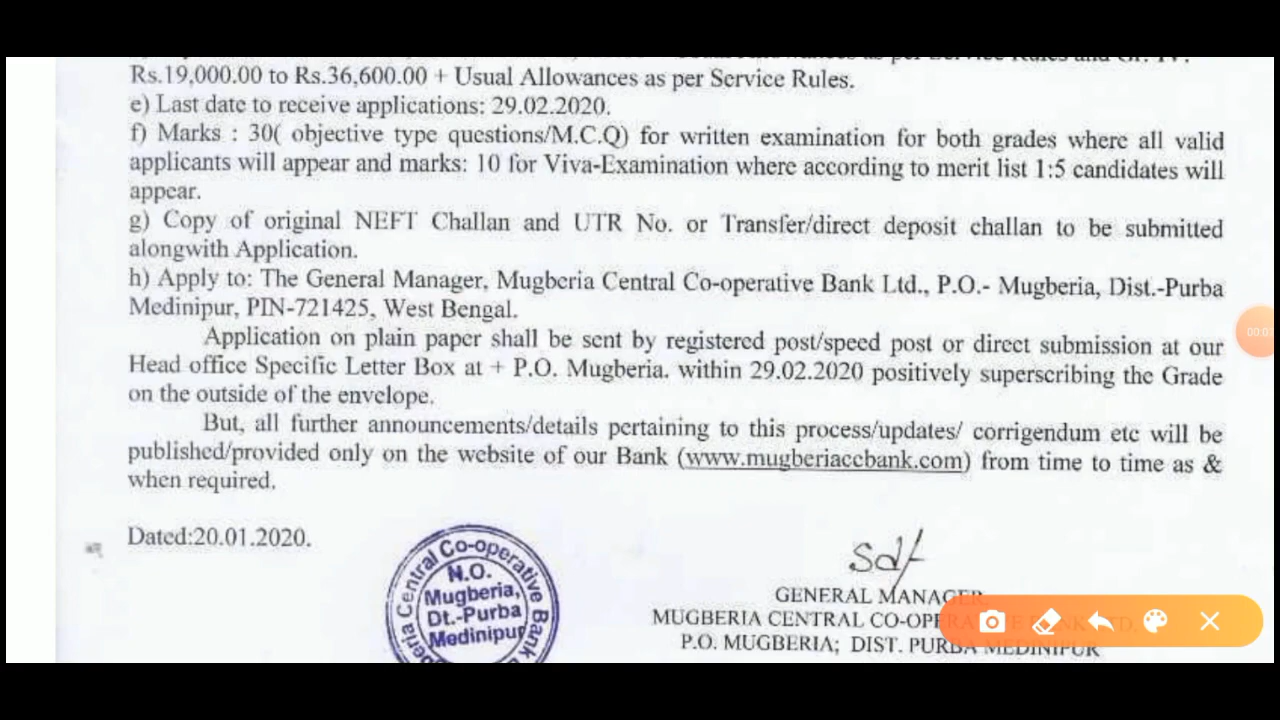 Rs.19,000.00 to Rs.36,600.00 + Usual Allowances as per Service Rules.
e) Last date to receive applications: 29.02.2020.
f) Marks : 30( objective type questions/M.C.Q) for written examination for both grades where all valid
applicants will appear and marks: 10 for Viva-Examination where according to merit list 1:5 candidates will
appear.
g) Copy of original NEFT Challan and UTR No. or Transfer/direct deposit challan to be submitted
alongwith Application.
h) Apply to: The General Manager, Mugberia Central Co-operative Bank Ltd., P.O.- Mugberia, Dist.-Purba
Medinipur, PIN-721425, West Bengal.
Application on plain paper shall be sent by registered post/speed post or direct submission at our
Head office Specific Letter Box at + P.O. Mugberia. within 29.02.2020 positively superscribing the Grade
on the outside of the envelope.
But, all further announcements/details pertaining to this process/updates/ corrigendum etc will be
published/provided only on the website of our Bank (www.mugberiaccbank.com) from time to time as &
when required.
Dated:20.01.2020.
Central Co-operative Bank
N.O.
Mugberia,
Dt.-Purba
Medinipur
Sd/
GENERAL MANAGER
MUGBERIA CENTRAL CO-OPERATIVE BANK LTD.
P.O. MUGBERIA; DIST. PURBA MEDINIPUR